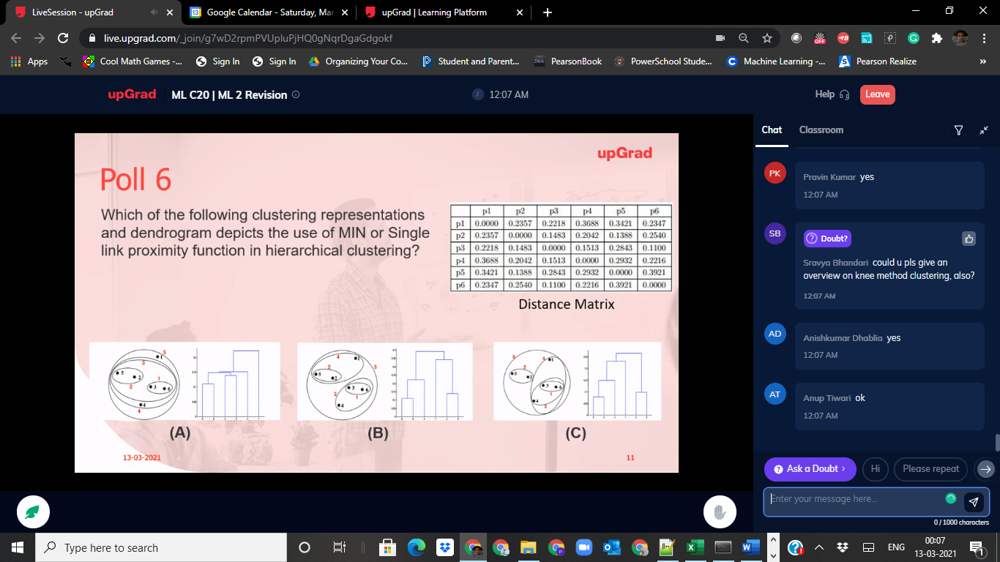 LiveSession - upGrad
Google Calendar - Saturday, Mar
upGrad | Learning Platform
live.upgrad.com/_join/g7wD2rpmPVUpluPjHQ0gNqrDgaGdgokf
OFF
Apps
Cool Math Games -...
Sign In
Sign In
Organizing Your Co...
Student and Parent...
PearsonBook
PowerSchool Stude...
Machine Learning -...
Pearson Realize
»
upGrad
ML C20 | ML 2 Revision
12:07 AM
Help
Leave
upGrad
Poll 6
Which of the following clustering representations
and dendrogram depicts the use of MIN or Single
link proximity function in hierarchical clustering?
p1 p2 p3 p4 p5 p6
p1 0.0000 0.2357 0.2218 0.3688 0.3421 0.2347
p2 0.2357 0.0000 0.1483 0.2042 0.1388 0.2540
p3 0.2218 0.1483 0.0000 0.1513 0.2843 0.1100
p4 0.3688 0.2042 0.1513 0.0000 0.2932 0.2216
p5 0.3421 0.1388 0.2843 0.2932 0.0000 0.3921
p6 0.2347 0.2540 0.1100 0.2216 0.3921 0.0000
Distance Matrix
(A)
(B)
(C)
13-03-2021
11
Chat
Classroom
PK
Pravin Kumar yes
12:07 AM
SB
Doubt?
Sravya Bhandari could u pls give an
overview on knee method clustering, also?
12:07 AM
AD
Anishkumar Dhablia yes
12:07 AM
AT
Anup Tiwari ok
12:07 AM
Ask a Doubt
Hi
Please repeat
Enter your message here...
0 / 1000 characters
Type here to search
ENG
00:07
13-03-2021